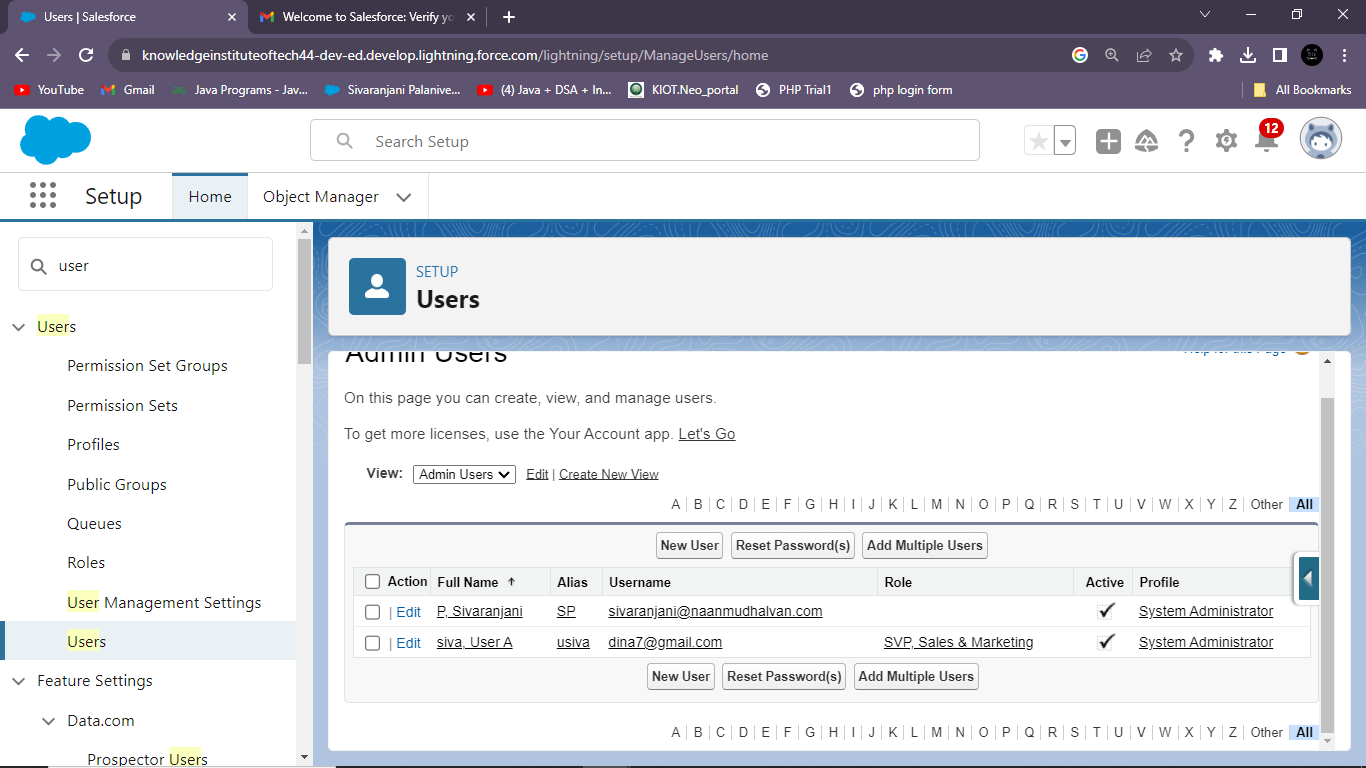 Users | Salesforce
Welcome to Salesforce: Verify yo
knowledgeinstituteoftech44-dev-ed.develop.lightning.force.com/lightning/setup/ManageUsers/home
YouTube Gmail Java Programs - Jav... Sivaranjani Palanive... (4) Java + DSA + In... KIOT.Neo_portal PHP Trial1 php login form All Bookmarks
Search Setup
12
Setup Home Object Manager
user
Users
Permission Set Groups
Permission Sets
Profiles
Public Groups
Queues
Roles
User Management Settings
Users
Feature Settings
Data.com
Prospector Users
SETUP
Users
Admin Users
Help for this Page
On this page you can create, view, and manage users.
To get more licenses, use the Your Account app. Let's Go
View: Admin Users Edit | Create New View
A | B | C | D | E | F | G | H | I | J | K | L | M | N | O | P | Q | R | S | T | U | V | W | X | Y | Z | Other | All
New User Reset Password(s) Add Multiple Users
Action Full Name ↑ Alias Username Role Active Profile
| Edit P, Sivaranjani SP sivaranjani@naanmudhalvan.com System Administrator
| Edit siva, User A usiva dina7@gmail.com SVP, Sales & Marketing System Administrator
New User Reset Password(s) Add Multiple Users
A | B | C | D | E | F | G | H | I | J | K | L | M | N | O | P | Q | R | S | T | U | V | W | X | Y | Z | Other | All